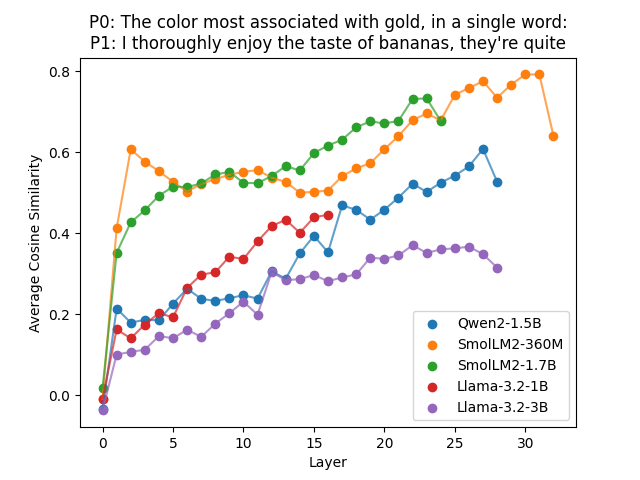 P0: The color most associated with gold, in a single word:
P1: I thoroughly enjoy the taste of bananas, they're quite
0.8
0.6
0.4
0.2
0.0
Average Cosine Similarity
Qwen2-1.5B
SmolLM2-360M
SmolLM2-1.7B
Llama-3.2-1B
Llama-3.2-3B
0 5 10 15 20 25 30
Layer